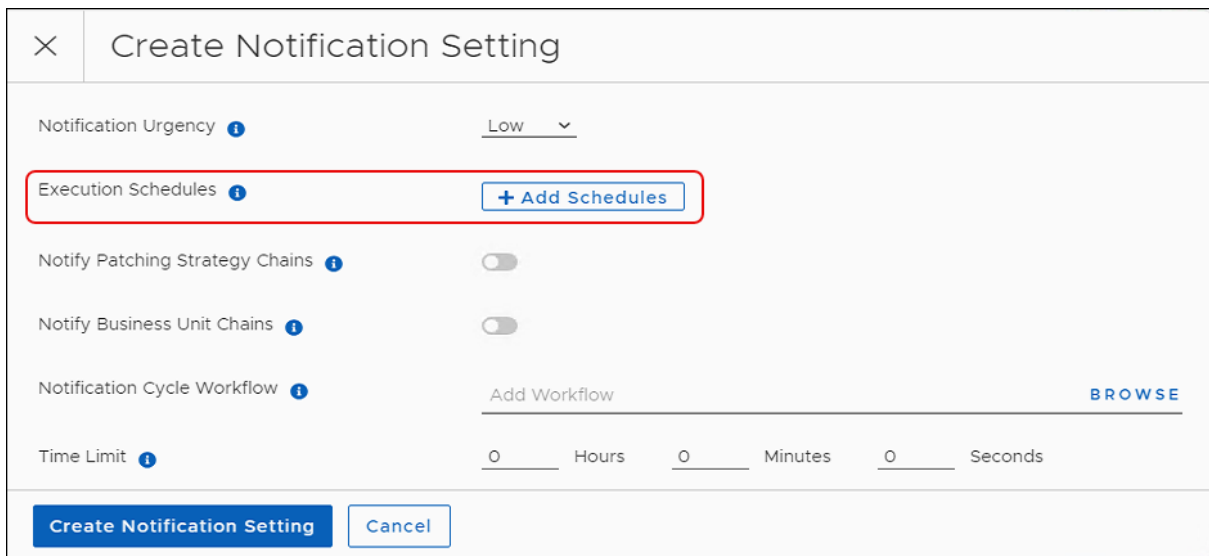 Create Notification Setting
Notification Urgency Low
Execution Schedules + Add Schedules
Notify Patching Strategy Chains
Notify Business Unit Chains
Notification Cycle Workflow Add Workflow BROWSE
Time Limit 0 Hours 0 Minutes 0 Seconds
Create Notification Setting Cancel